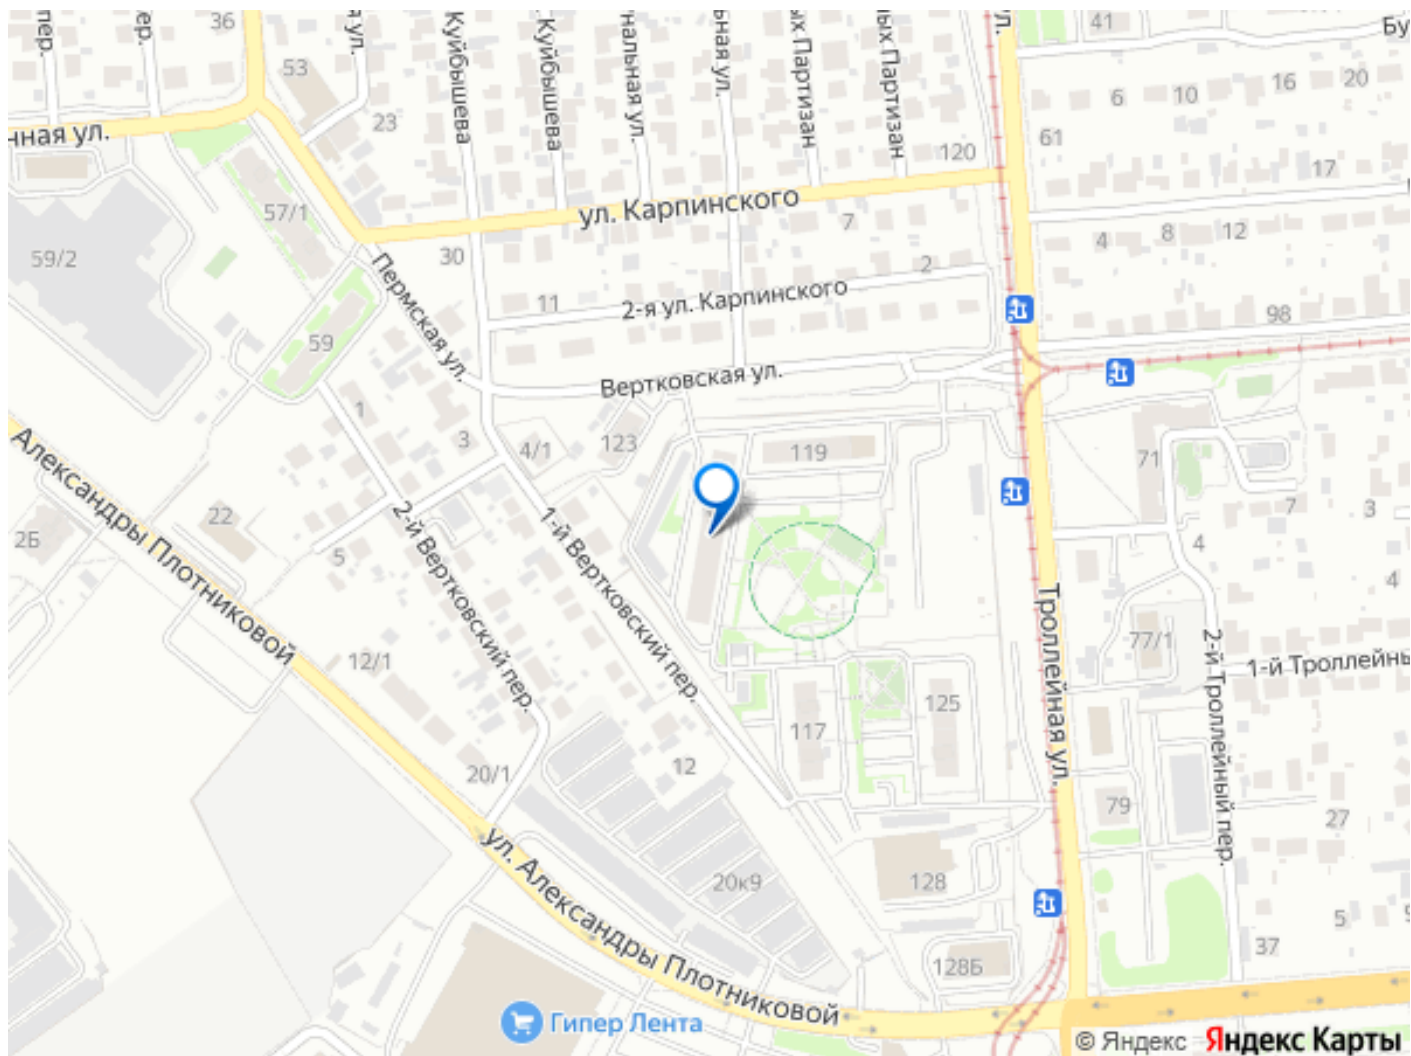 36
41
Бу
пер.
ер.
я ул.
Куйбышева
Куйбышева
нальная ул.
ьная ул.
ых Партизан
ных Партизан
ул.
53
23
16
20
6
10
нная ул.
120
61
17
57/1
ул. Карпинского
7
4
8
12
59/2
30
Пермская ул.
2
11
2-я ул. Карпинского
98
59
Вертковская ул.
1
3
4/1
123
119
71
Александры Плотниковой
22
2Б
5
2-й Вертковский пер.
1-й Вертковский пер.
7
3
4
4
Троллейная ул.
77/1
2-й Троллейный пер.
1-й Троллейны
12/1
117
125
20/1
12
79
27
ул. Александры Плотниковой
20к9
128
5
37
128Б
Гипер Лента
© Яндекс Яндекс Карты